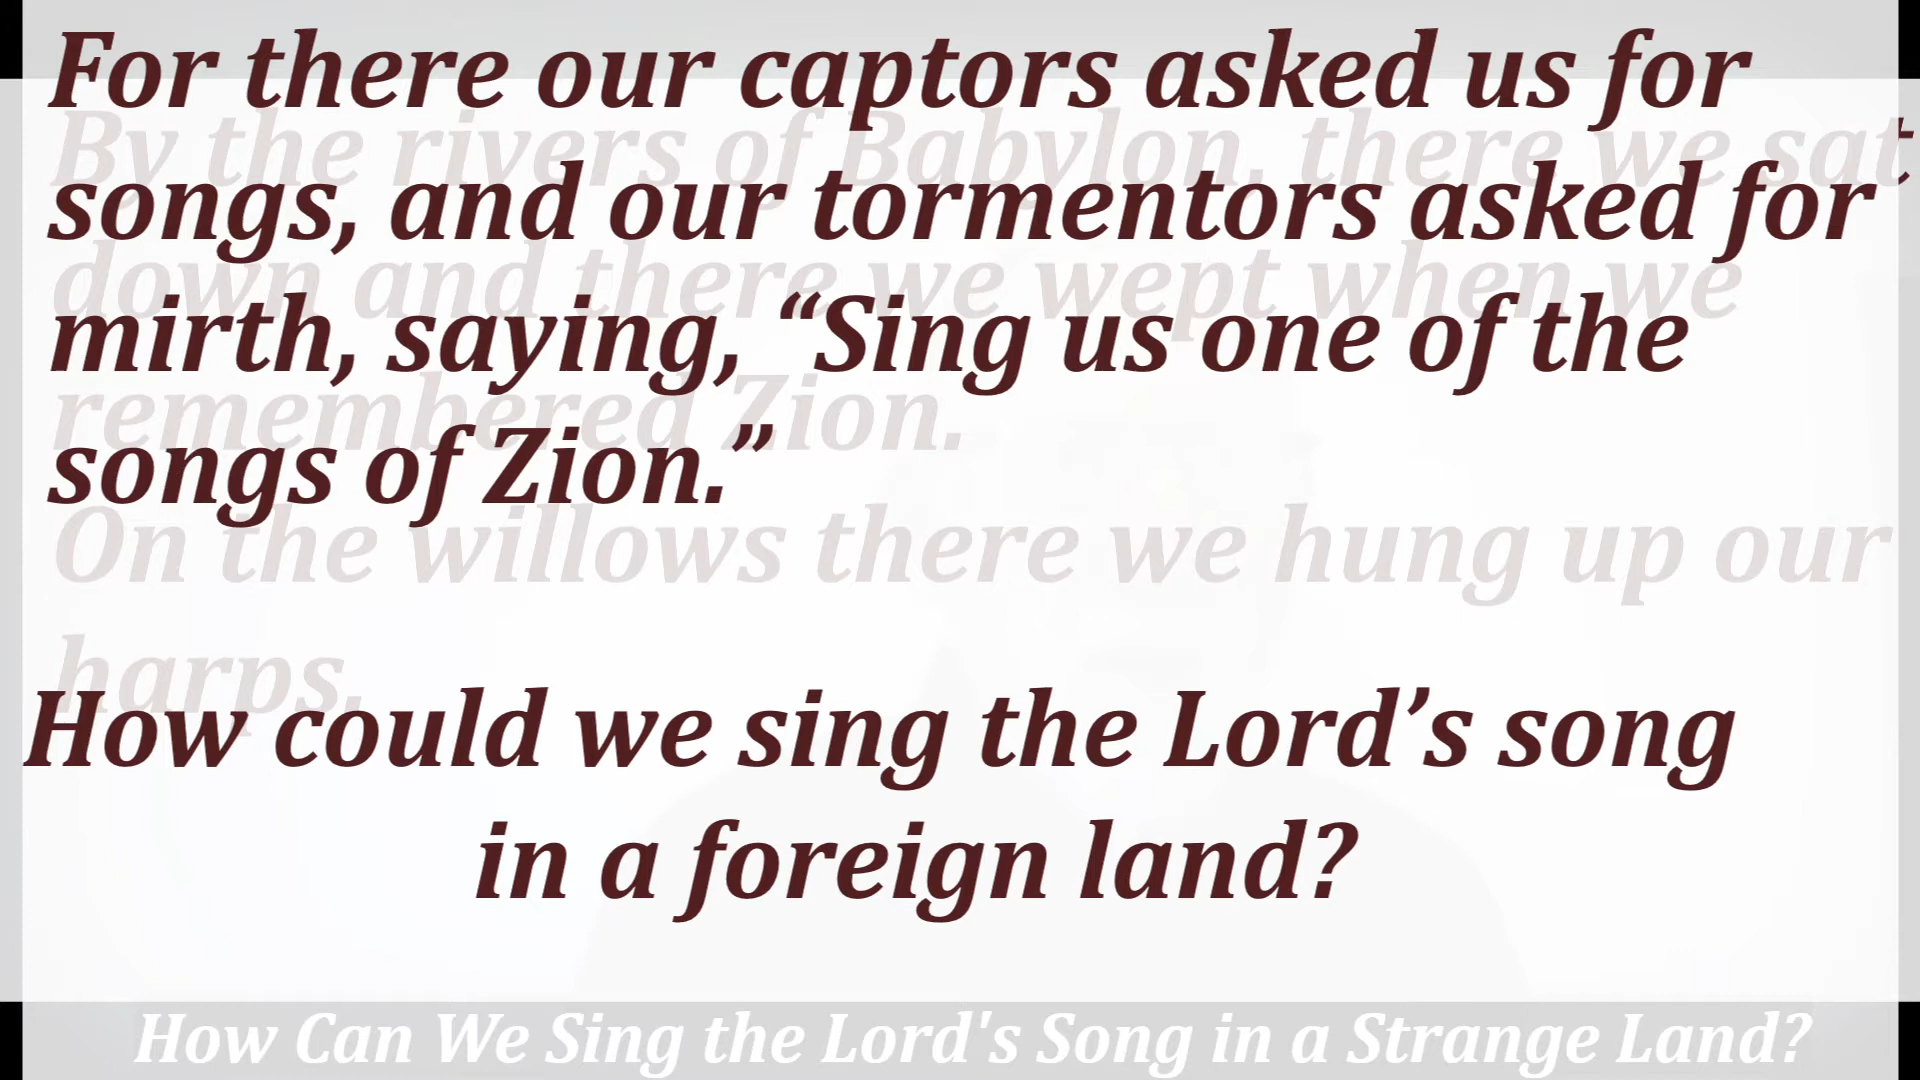 For there our captors asked us for
By the rivers of Babylon, there we sat
songs, and our tormentors asked for
down and there we wept when we
mirth, saying, “Sing us one of the
remembered Zion.
songs of Zion.”
On the willows there we hung up our
harps.
How could we sing the Lord’s song
in a foreign land?
How Can We Sing the Lord's Song in a Strange Land?